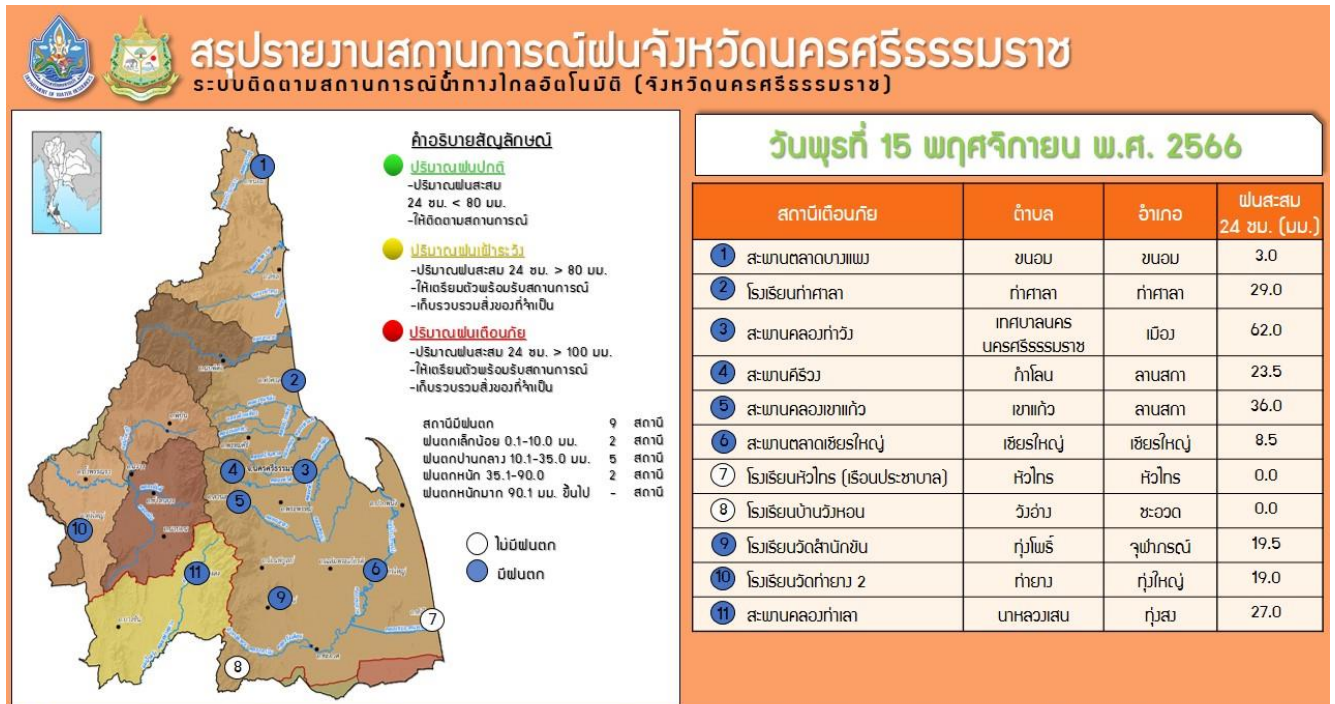 สรุปรายงานสถานการณ์ฝนจังหวัดนครศรีธรรมราช
ระบบติดตามสถานการณ์น้ำทางไกลอัตโนมัติ (จังหวัดนครศรีธรรมราช)
คำอธิบายสัญลักษณ์
ปริมาณฝนปกติ
-ปริมาณฝนสะสม
24 ชม. < 80 มม.
-ให้ติดตามสถานการณ์
ปริมาณฝนเฝ้าระวัง
-ปริมาณฝนสะสม 24 ชม. > 80 มม.
-ให้เตรียมตัวพร้อมรับสถานการณ์
-เก็บรวบรวมสิ่งของที่จำเป็น
ปริมาณฝนเตือนภัย
-ปริมาณฝนสะสม 24 ชม. > 100 มม.
-ให้เตรียมตัวพร้อมรับสถานการณ์
-เก็บรวบรวมสิ่งของที่จำเป็น
สถานีมีฝนตก 9 สถานี
ฝนตกเล็กน้อย 0.1-10.0 มม. 2 สถานี
ฝนตกปานกลาง 10.1-35.0 มม. 5 สถานี
ฝนตกหนัก 35.1-90.0 2 สถานี
ฝนตกหนักมาก 90.1 มม. ขึ้นไป - สถานี
ไม่มีฝนตก
มีฝนตก
1
2
4
3
5
10
11
6
9
7
8
วันพุธที่ 15 พฤศจิกายน พ.ศ. 2566
สถานีเตือนภัย ตำบล อำเภอ ฝนสะสม
24 ชม. (มม.)
1 สะพานตลาดบางแพง ขนอม ขนอม 3.0
2 โรงเรียนท่าศาลา ท่าศาลา ท่าศาลา 29.0
3 สะพานคลองท่าวัง เทศบาลนคร
นครศรีธรรมราช เมือง 62.0
4 สะพานคีรีวง กำโลน ลานสกา 23.5
5 สะพานคลองเขาแก้ว เขาแก้ว ลานสกา 36.0
6 สะพานตลาดเชียรใหญ่ เชียรใหญ่ เชียรใหญ่ 8.5
7 โรงเรียนหัวไทร (เรือนประชาบาล) หัวไทร หัวไทร 0.0
8 โรงเรียนบ้านวังหอน วังอ่าง ชะอวด 0.0
9 โรงเรียนวัดสำนักขัน ทุ่งโพธิ์ จุฬาภรณ์ 19.5
10 โรงเรียนวัดท่ายาง 2 ท่ายาง ทุ่งใหญ่ 19.0
11 สะพานคลองท่าเลา นาหลวงเสน ทุ่งสง 27.0